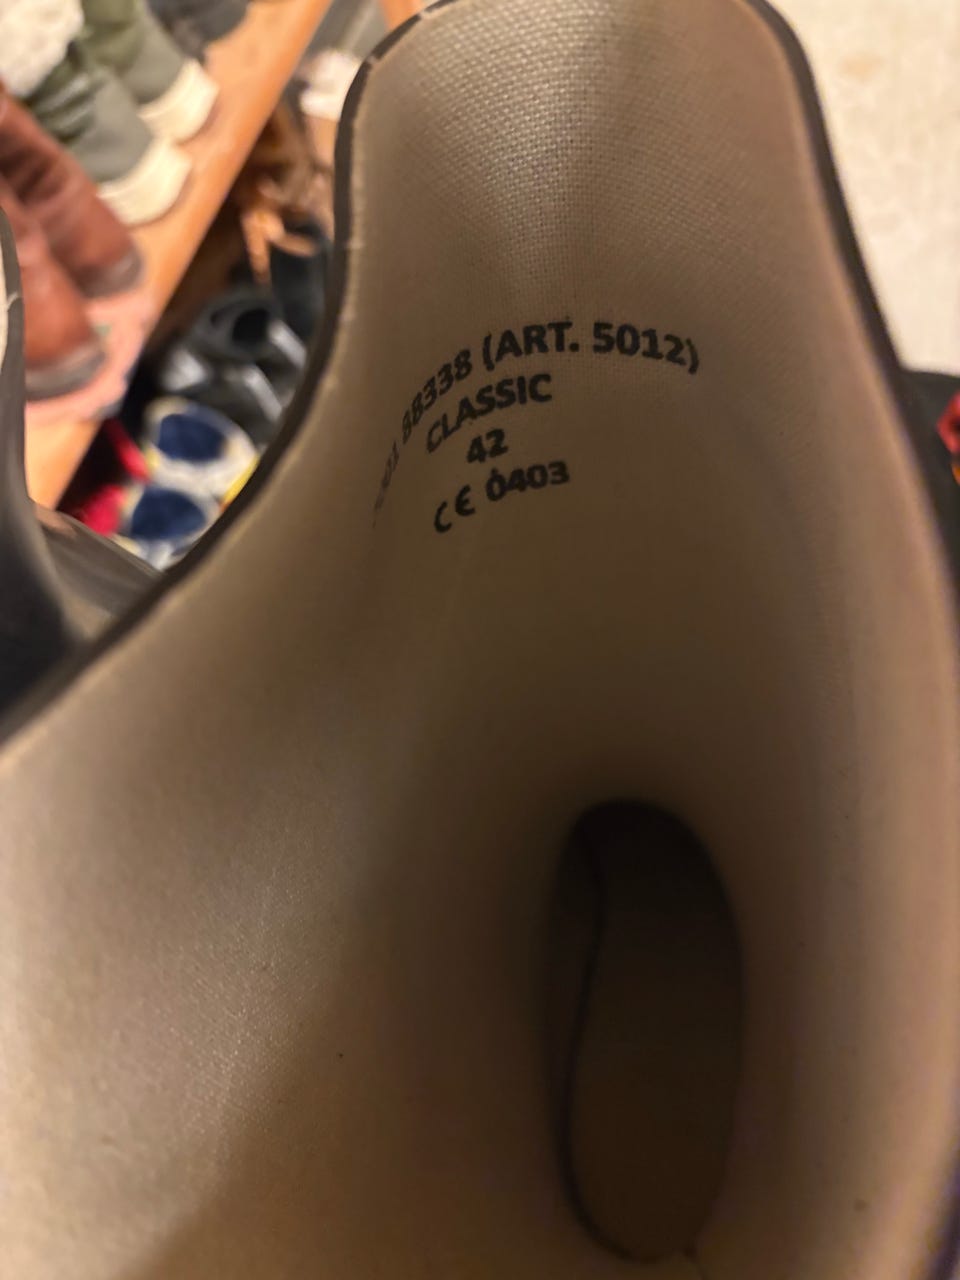 88338 (ART. 5012)
CLASSIC
42
CE 0403